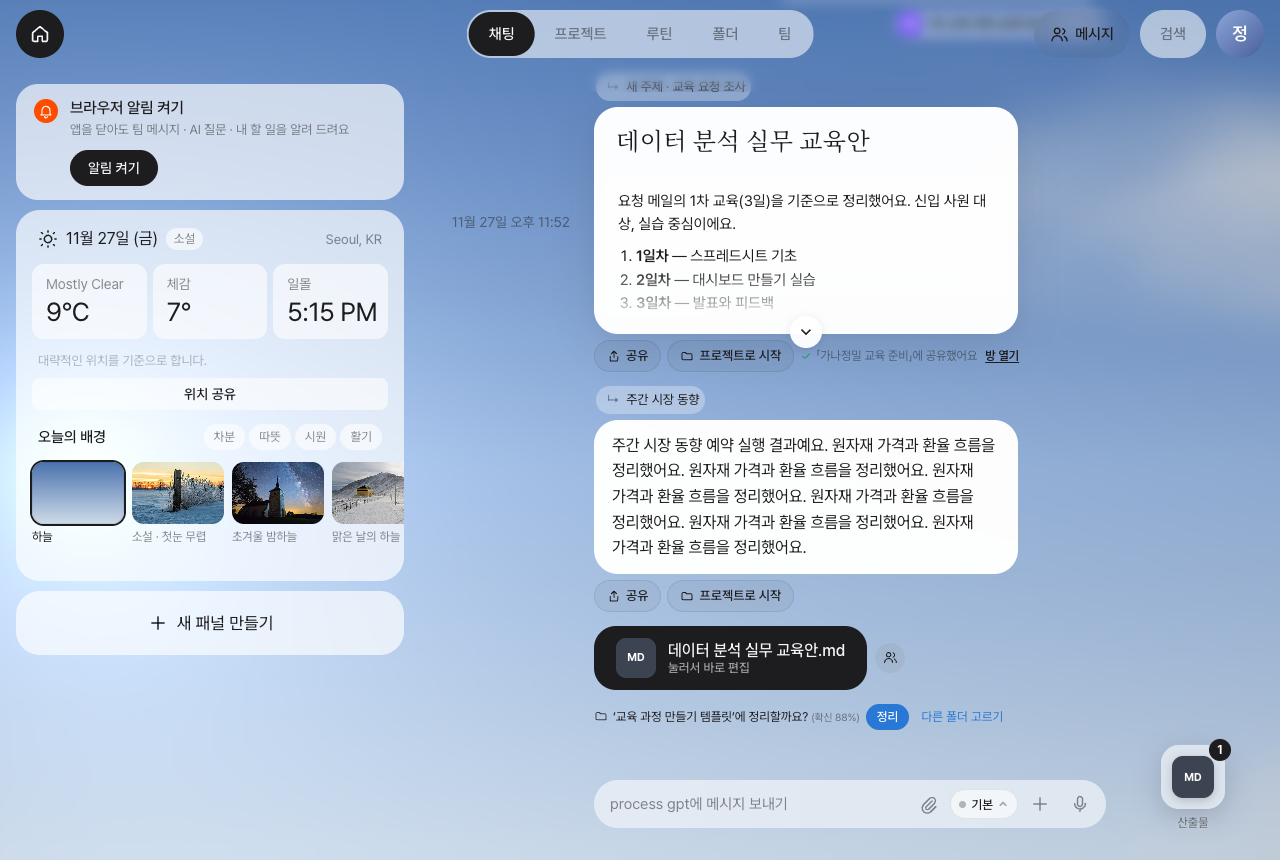 채팅
프로젝트
루틴
폴더
팀
메시지
검색
정
브라우저 알림 켜기
앱을 닫아도 팀 메시지 · AI 질문 · 내 할 일을 알려 드려요
알림 켜기
11월 27일 (금)
소설
Seoul, KR
Mostly Clear
9°C
체감
7°
일몰
5:15 PM
대략적인 위치를 기준으로 합니다.
위치 공유
오늘의 배경
차분
따뜻
시원
활기
하늘
소설 · 첫눈 무렵
초겨울 밤하늘
맑은 날의 하늘
새 패널 만들기
새 주제 · 교육 요청 조사
데이터 분석 실무 교육안
요청 메일의 1차 교육(3일)을 기준으로 정리했어요. 신입 사원 대
상, 실습 중심이에요.
1. 1일차 — 스프레드시트 기초
2. 2일차 — 대시보드 만들기 실습
3. 3일차 — 발표와 피드백
11월 27일 오후 11:52
공유
프로젝트로 시작
「가나정밀 교육 준비」에 공유했어요
방 열기
주간 시장 동향
주간 시장 동향 예약 실행 결과예요. 원자재 가격과 환율 흐름을
정리했어요. 원자재 가격과 환율 흐름을 정리했어요. 원자재
가격과 환율 흐름을 정리했어요. 원자재 가격과 환율 흐름을
정리했어요. 원자재 가격과 환율 흐름을 정리했어요. 원자재
가격과 환율 흐름을 정리했어요.
공유
프로젝트로 시작
MD
데이터 분석 실무 교육안.md
눌러서 바로 편집
'교육 과정 만들기 템플릿'에 정리할까요? (확신 88%)
정리
다른 폴더 고르기
process gpt에 메시지 보내기
기본
MD
1
산출물